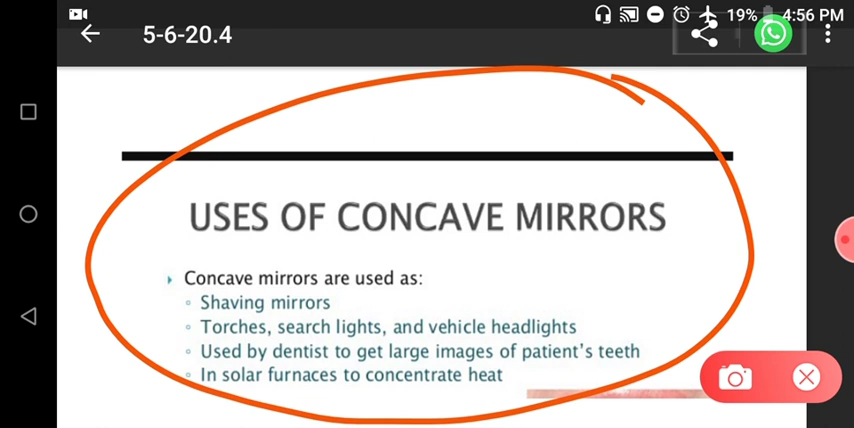 19% 4:56 PM
5-6-20.4
USES OF CONCAVE MIRRORS
Concave mirrors are used as:
Shaving mirrors
Torches, search lights, and vehicle headlights
Used by dentist to get large images of patient's teeth
In solar furnaces to concentrate heat